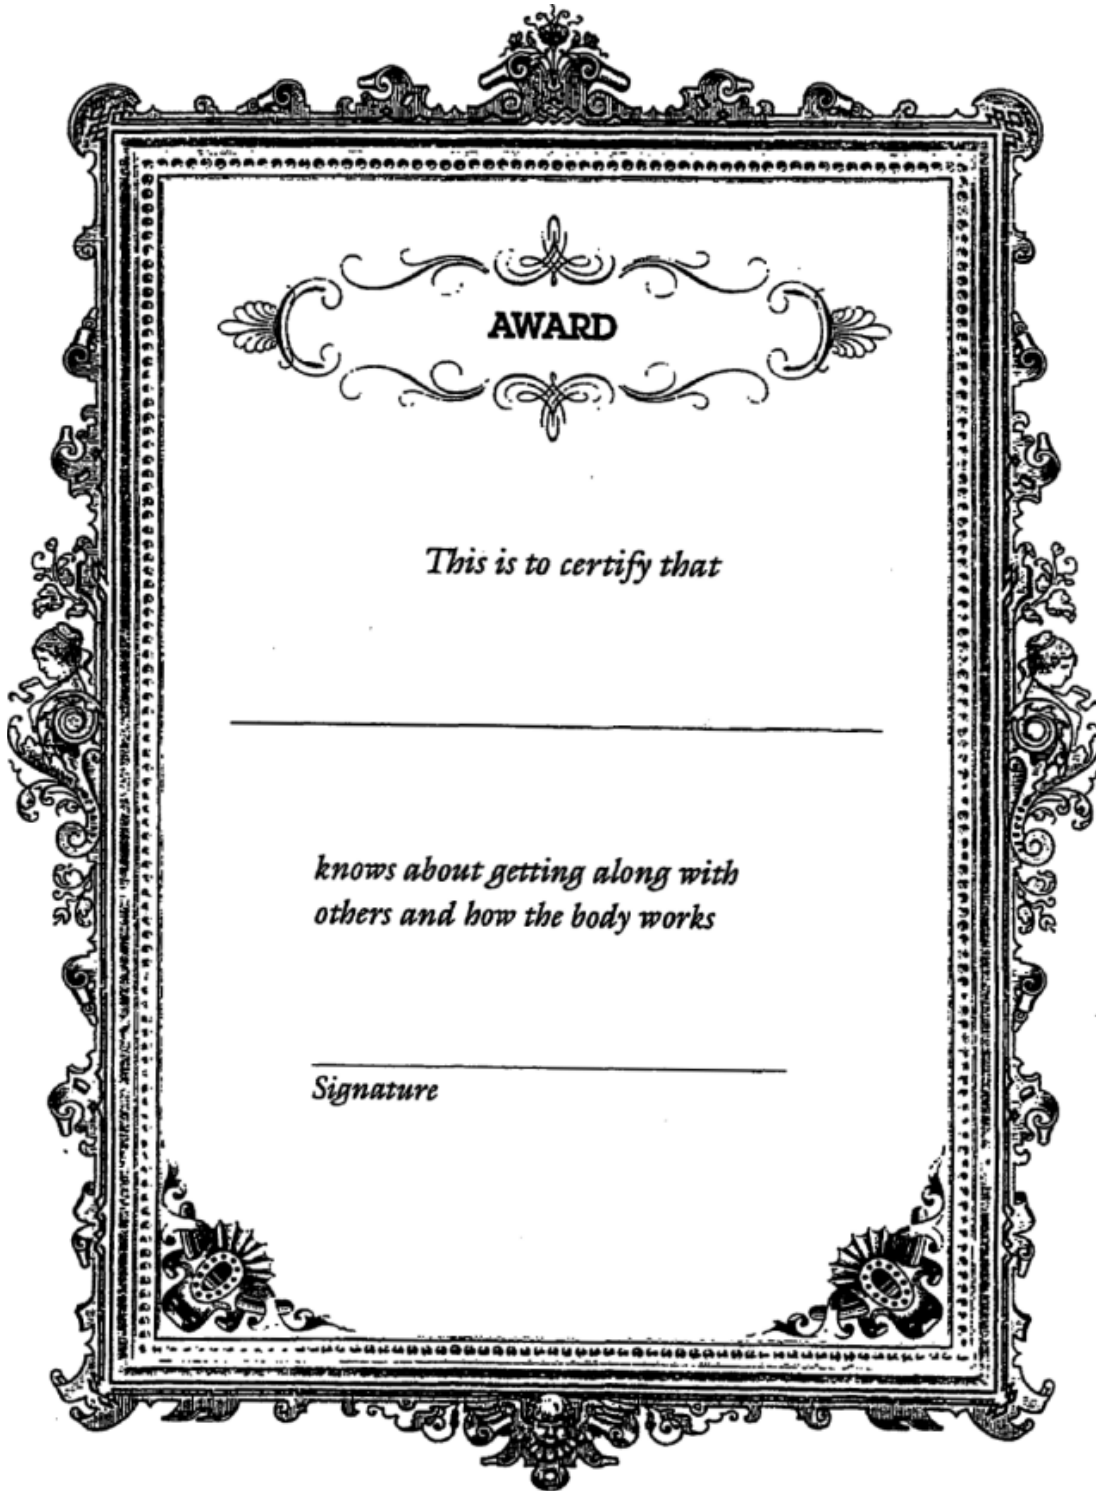 AWARD
This is to certify that
knows about getting along with
others and how the body works
Signature